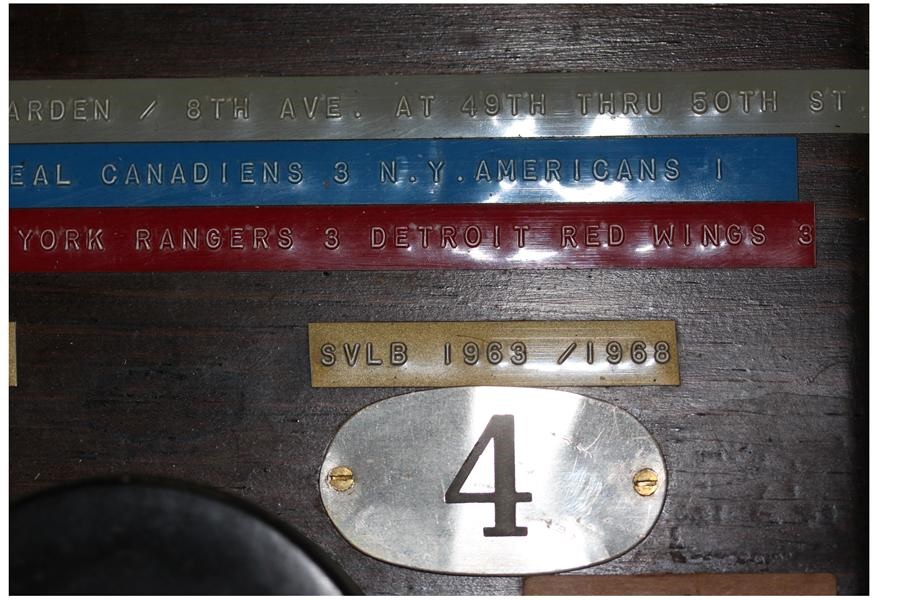 ARDEN / 8TH AVE. AT 49TH THRU 50TH ST.
EAL CANADIENS 3 N.Y.AMERICANS 1
YORK RANGERS 3 DETROIT RED WINGS 3
SVLB 1963 /1968
4